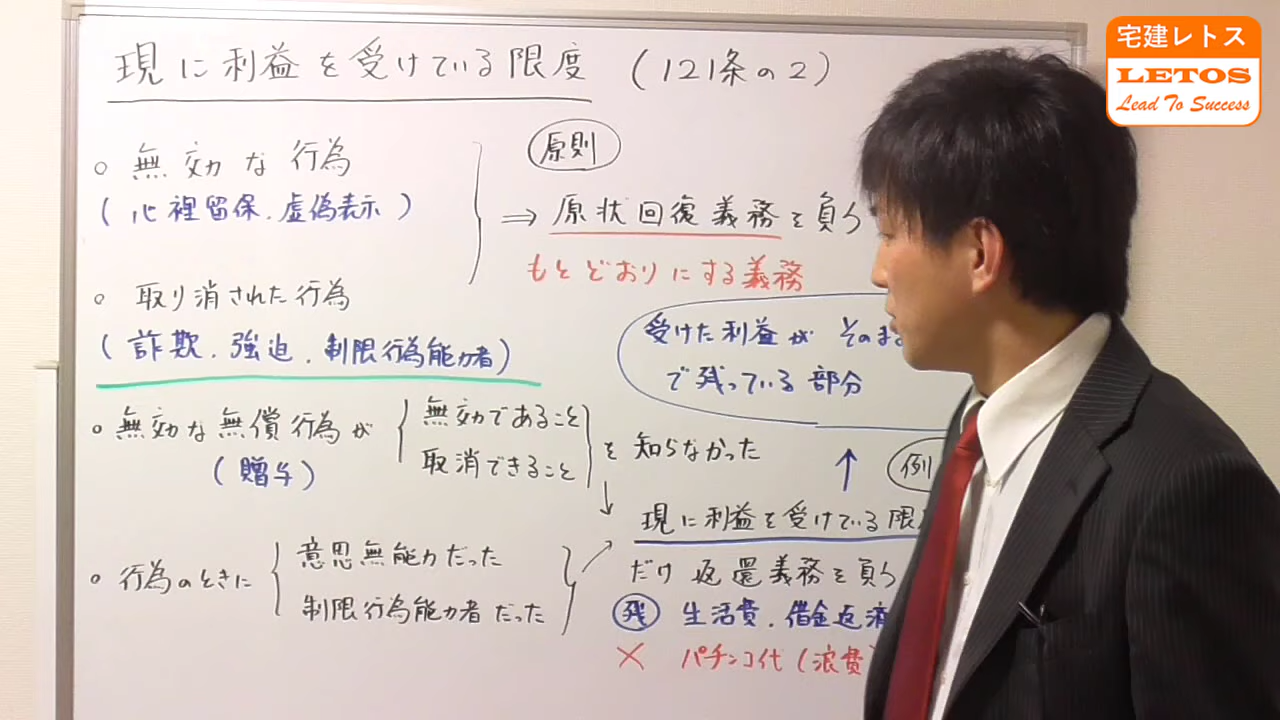 現に利益を受けている限度 (121条の2)
○ 無効な行為
(心裡留保.虚偽表示)
○ 取り消された行為
(詐欺.強迫.制限行為能力者)
原則
⇒ 原状回復義務を負う
もとどおりにする義務
受けた利益が そのまま
で残っている部分
○ 無効な無償行為が
(贈与)
無効であること
取消できること
を知らなかった
例
○ 行為のときに
意思無能力だった
制限行為能力者だった
現に利益を受けている限
だけ返還義務を負う
残 生活費.借金返済
× パチンコ代(浪費)
宅建レトス
LETOS
Lead To Success